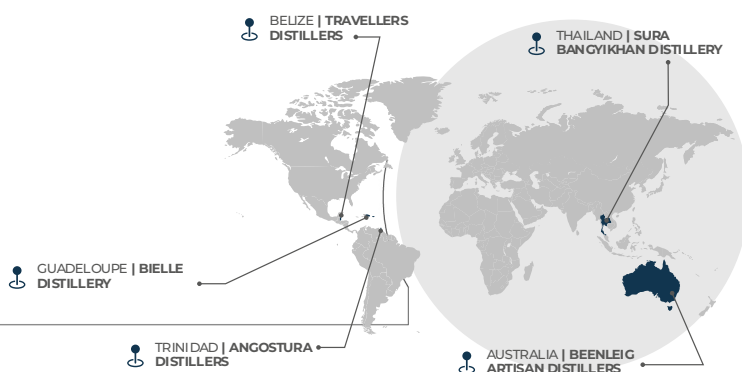 BELIZE | TRAVELLERS
DISTILLERS
THAILAND | SURA
BANGYIKHAN DISTILLERY
GUADELOUPE | BIELLE
DISTILLERY
TRINIDAD | ANGOSTURA
DISTILLERS
AUSTRALIA | BEENLEIG
ARTISAN DISTILLERS